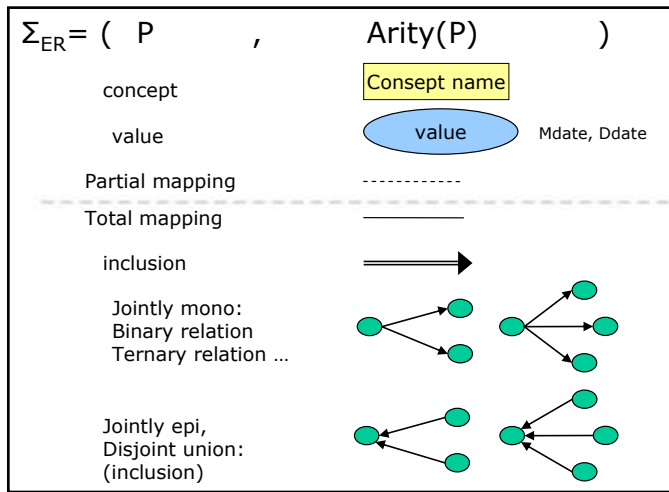 Σ_ER = ( P , Arity(P) )
concept Consept name
value value Mdate, Ddate
Partial mapping
Total mapping
inclusion
Jointly mono:
Binary relation
Ternary relation …
Jointly epi,
Disjoint union:
(inclusion)